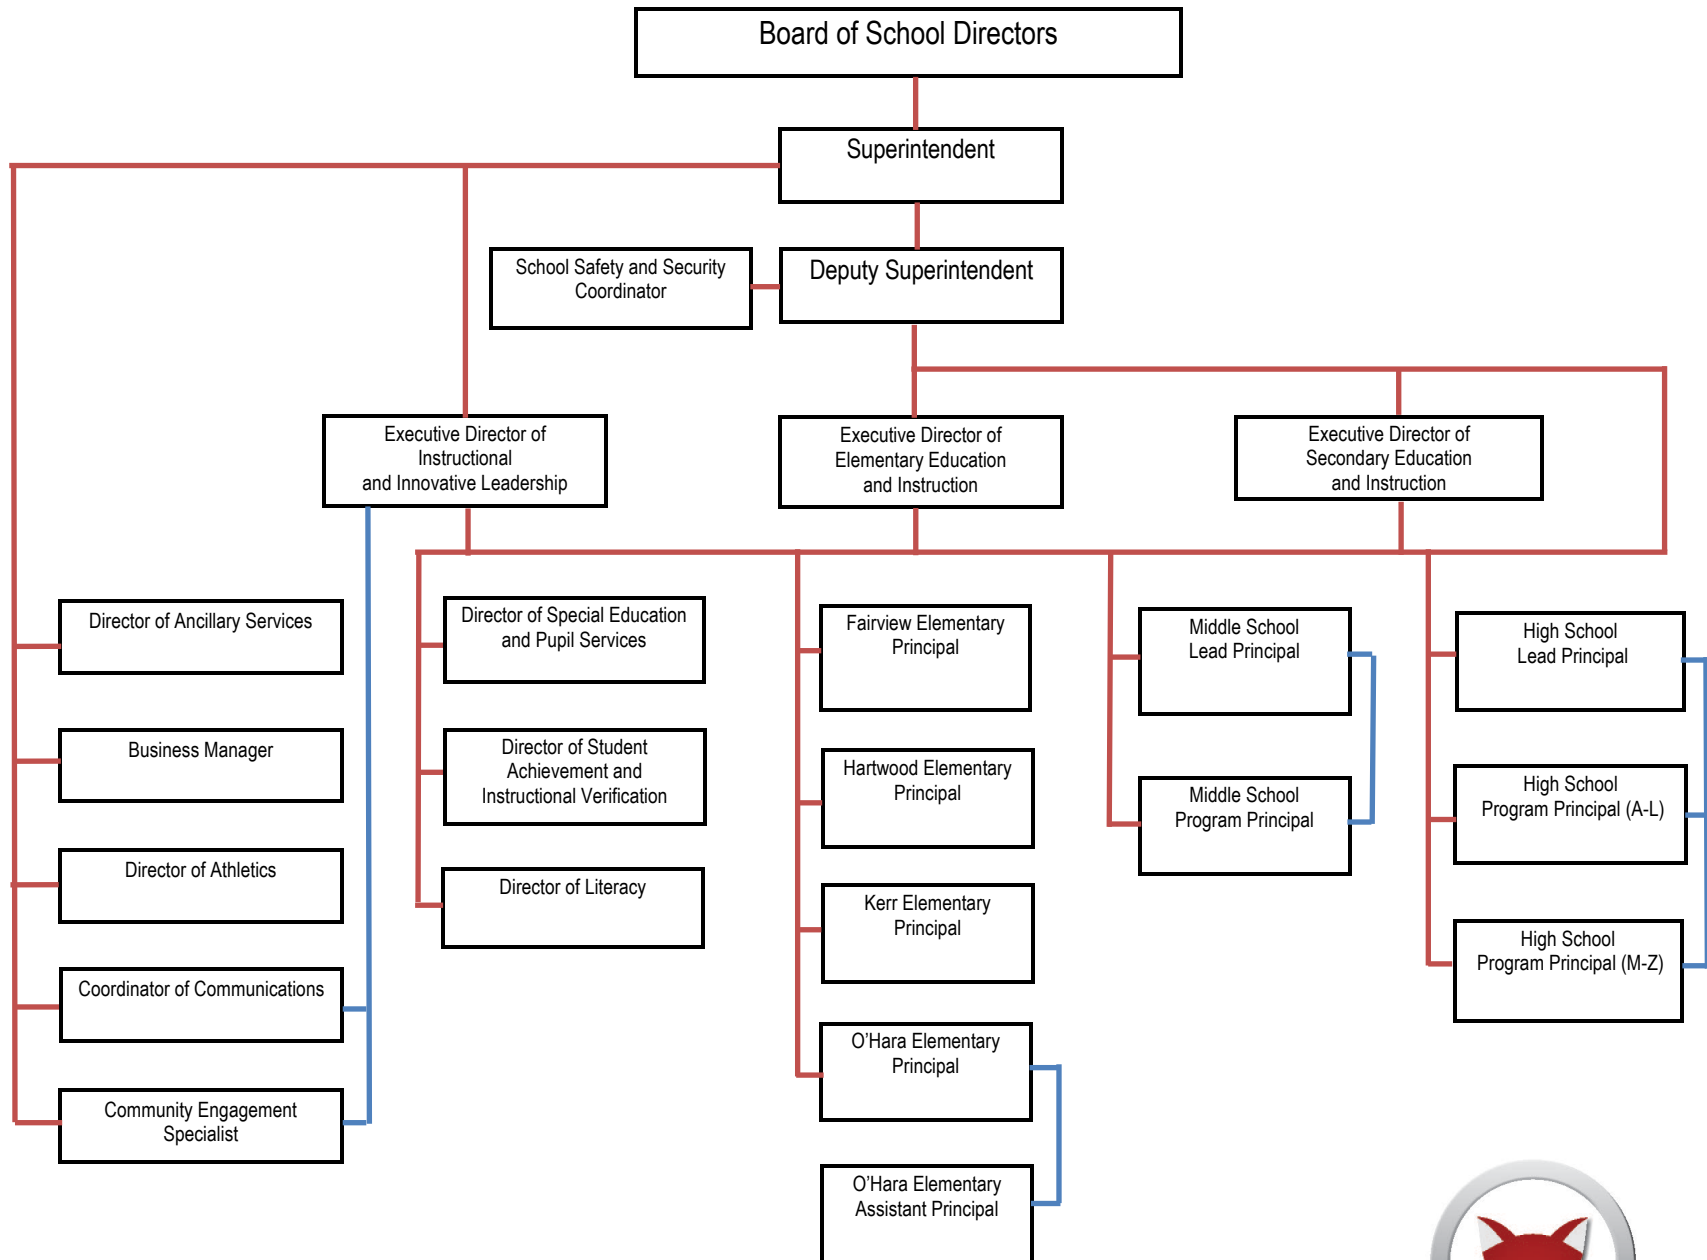 Board of School Directors
Superintendent
School Safety and Security
Coordinator
Deputy Superintendent
Executive Director of
Instructional
and Innovative Leadership
Executive Director of
Elementary Education
and Instruction
Executive Director of
Secondary Education
and Instruction
Director of Ancillary Services
Business Manager
Director of Athletics
Coordinator of Communications
Community Engagement
Specialist
Director of Special Education
and Pupil Services
Director of Student
Achievement and
Instructional Verification
Director of Literacy
Fairview Elementary
Principal
Hartwood Elementary
Principal
Kerr Elementary
Principal
O’Hara Elementary
Principal
O’Hara Elementary
Assistant Principal
Middle School
Lead Principal
Middle School
Program Principal
High School
Lead Principal
High School
Program Principal (A-L)
High School
Program Principal (M-Z)